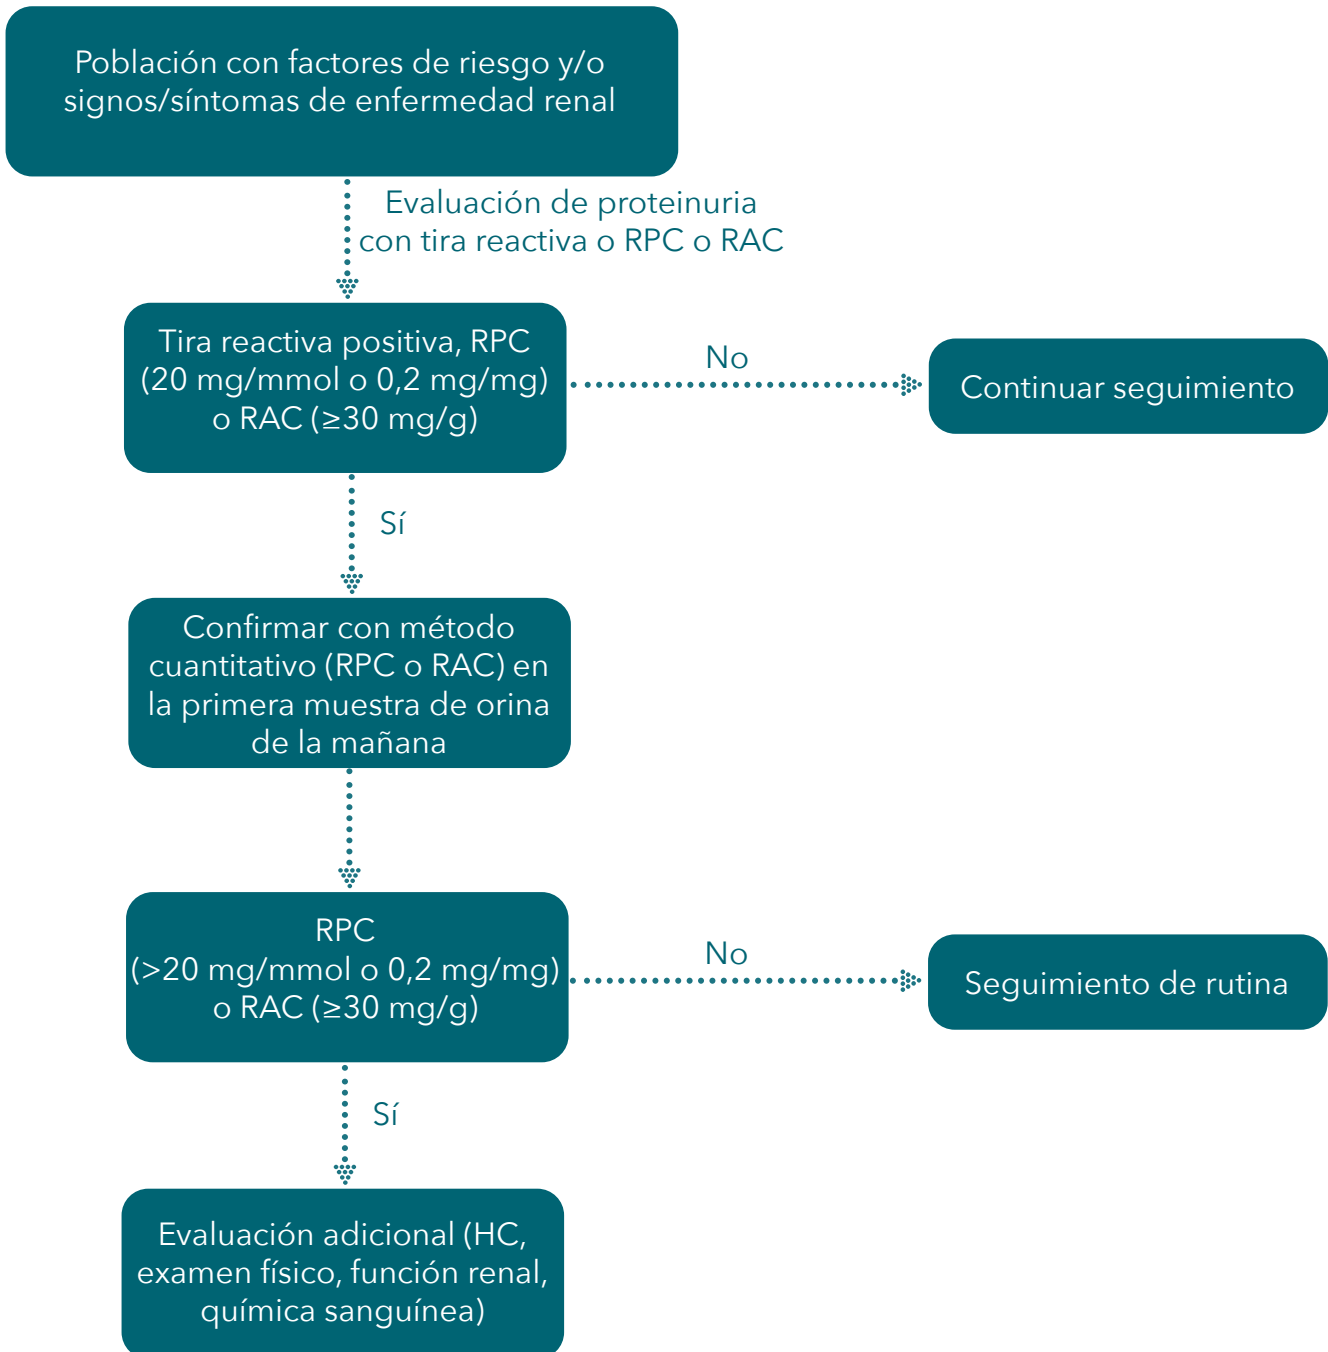 Población con factores de riesgo y/o
signos/síntomas de enfermedad renal
Evaluación de proteinuria
con tira reactiva o RPC o RAC
Tira reactiva positiva, RPC
(20 mg/mmol o 0,2 mg/mg)
o RAC (≥30 mg/g)
No
Continuar seguimiento
Sí
Confirmar con método
cuantitativo (RPC o RAC) en
la primera muestra de orina
de la mañana
RPC
(>20 mg/mmol o 0,2 mg/mg)
o RAC (≥30 mg/g)
No
Seguimiento de rutina
Sí
Evaluación adicional (HC,
examen físico, función renal,
química sanguínea)